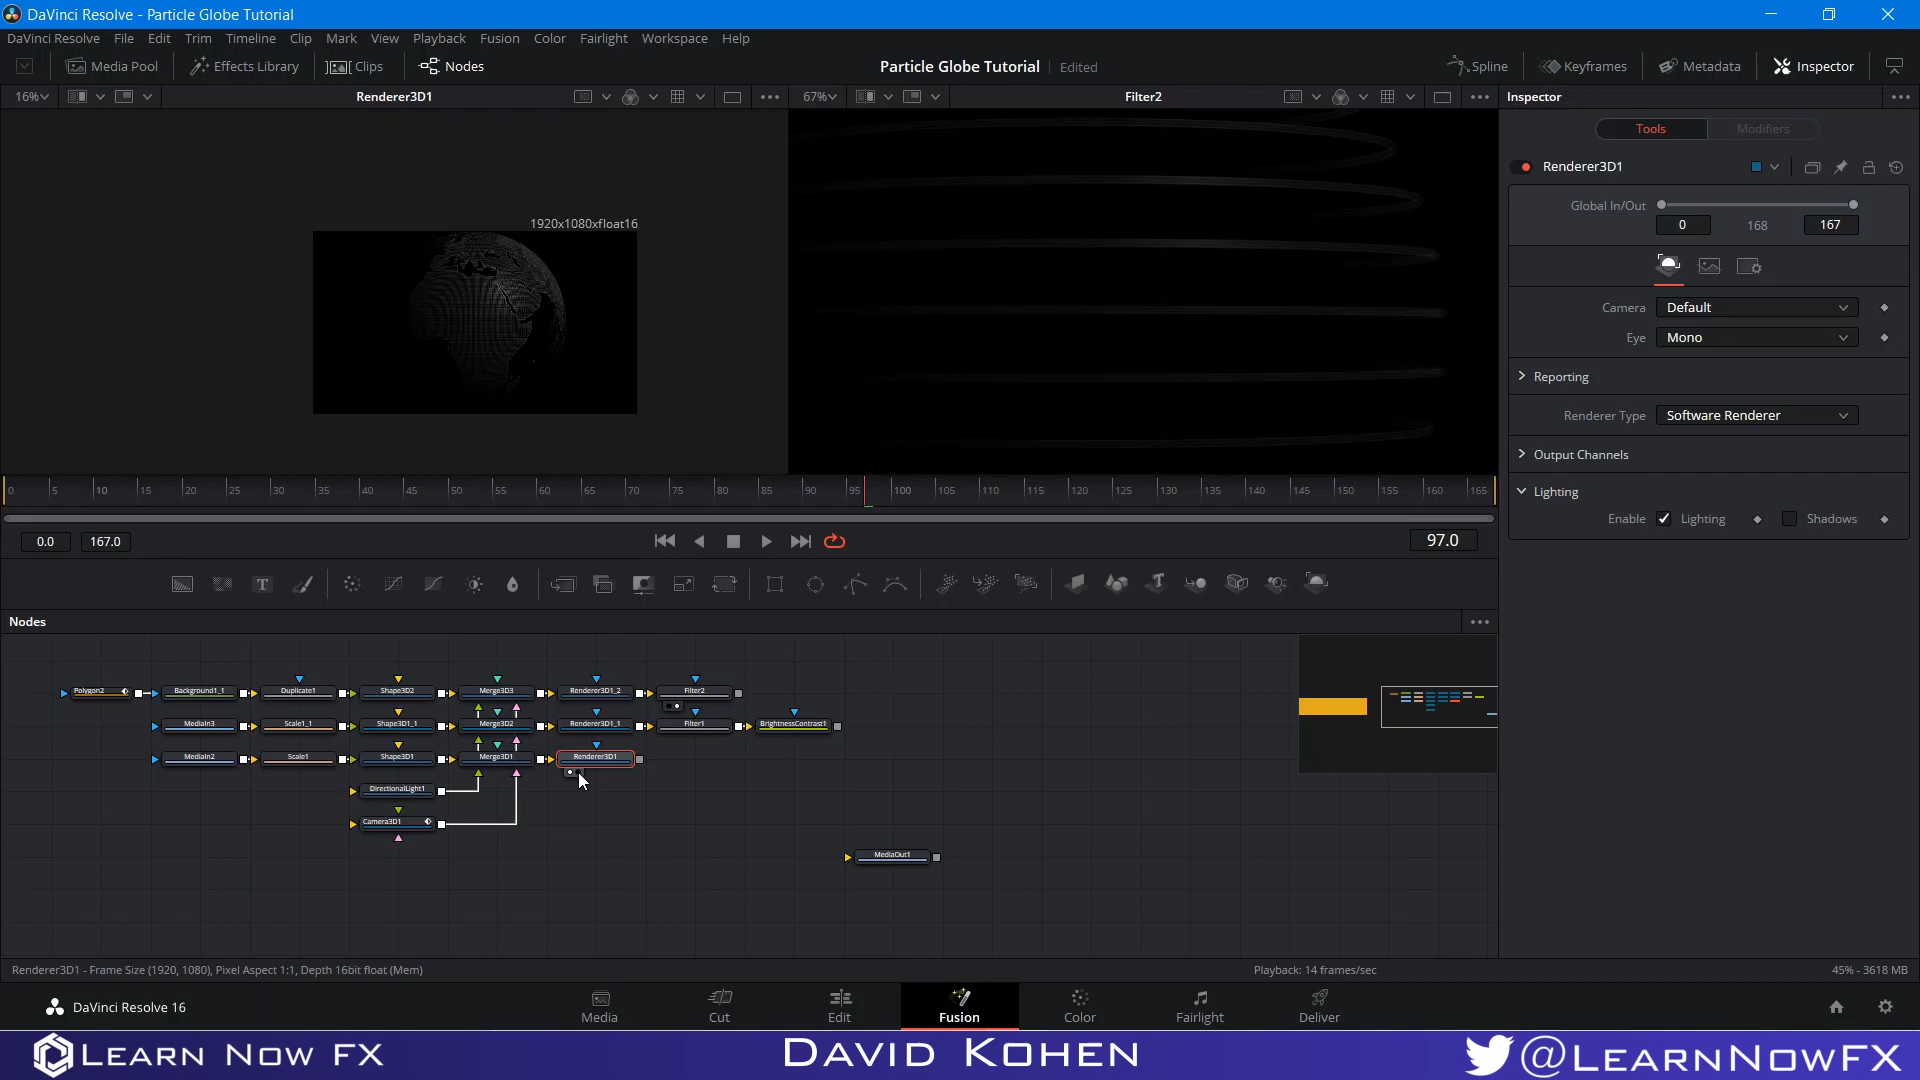 DaVinci Resolve - Particle Globe Tutorial
DaVinci Resolve File Edit Trim Timeline Clip Mark View Playback Fusion Color Fairlight Workspace Help
Media Pool Effects Library Clips Nodes Particle Globe Tutorial Edited Spline Keyframes Metadata Inspector
16% Renderer3D1 67% Filter2 Inspector
Tools Modifiers
Renderer3D1
Global In/Out
0 168 167
1920x1080xfloat16
Camera Default
Eye Mono
Reporting
Renderer Type Software Renderer
Output Channels
Lighting
Enable Lighting Shadows
0 5 10 15 20 25 30 35 40 45 50 55 60 65 70 75 80 85 90 95 100 105 110 115 120 125 130 135 140 145 150 155 160 165
0.0 167.0 97.0
Nodes
Polygon2 Background1_1 Duplicate1 Shape3D2 Merge3D3 Renderer3D1_2 Filter2
MediaIn3 Scale1_1 Shape3D1_1 Merge3D2 Renderer3D1_1 Filter1 BrightnessContrast1
MediaIn2 Scale1 Shape3D1 Merge3D1 Renderer3D1
DirectionalLight1
Camera3D1
MediaOut1
Renderer3D1 - Frame Size (1920, 1080), Pixel Aspect 1:1, Depth 16bit float (Mem) Playback: 14 frames/sec 45% - 3618 MB
DaVinci Resolve 16 Media Cut Edit Fusion Color Fairlight Deliver
Learn Now FX David Kohen @LearnNowFX